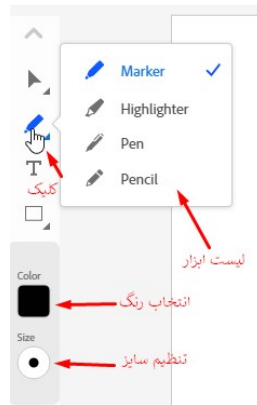 Marker
Highlighter
Pen
Pencil
T
کلیک
لیست ابزار
Color
انتخاب رنگ
Size
تنظیم سایز